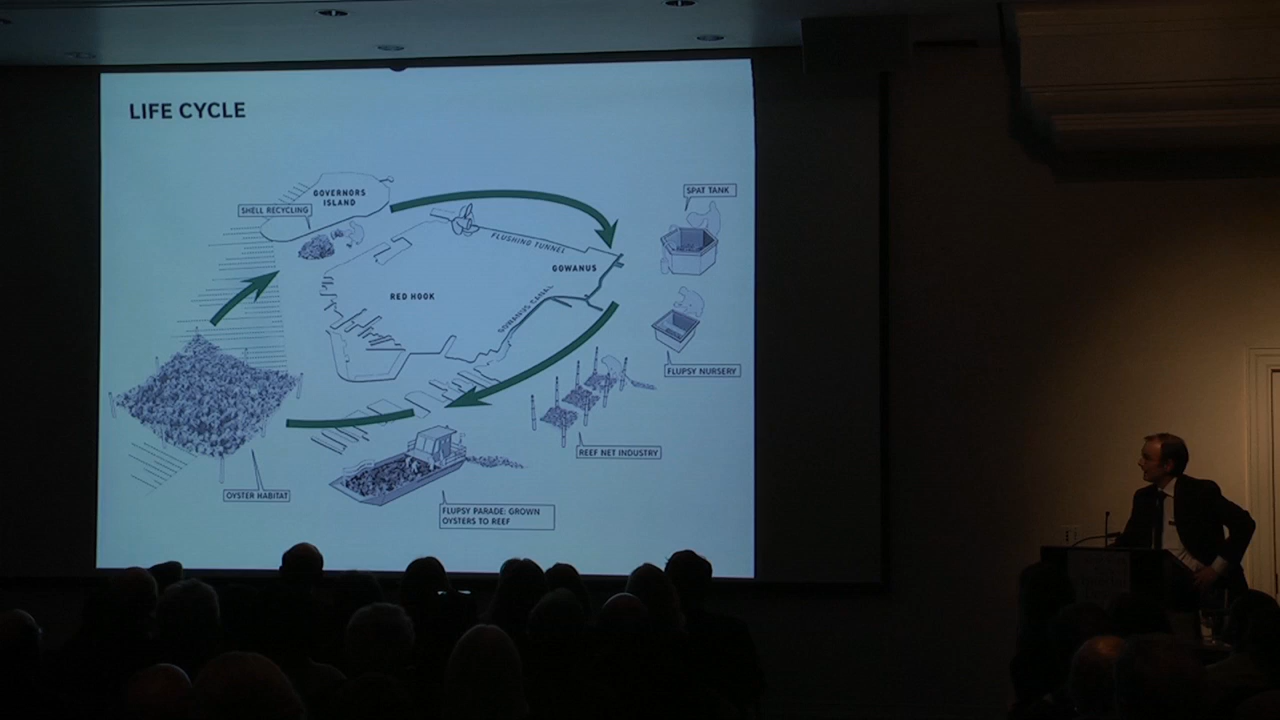 LIFE CYCLE
GOVERNORS
ISLAND
SHELL RECYCLING
SPAT TANK
FLUSHING TUNNEL
GOWANUS
RED HOOK
GOWANUS CANAL
FLUPSY NURSERY
REEF NET INDUSTRY
OYSTER HABITAT
FLUPSY PARADE: GROWN
OYSTERS TO REEF